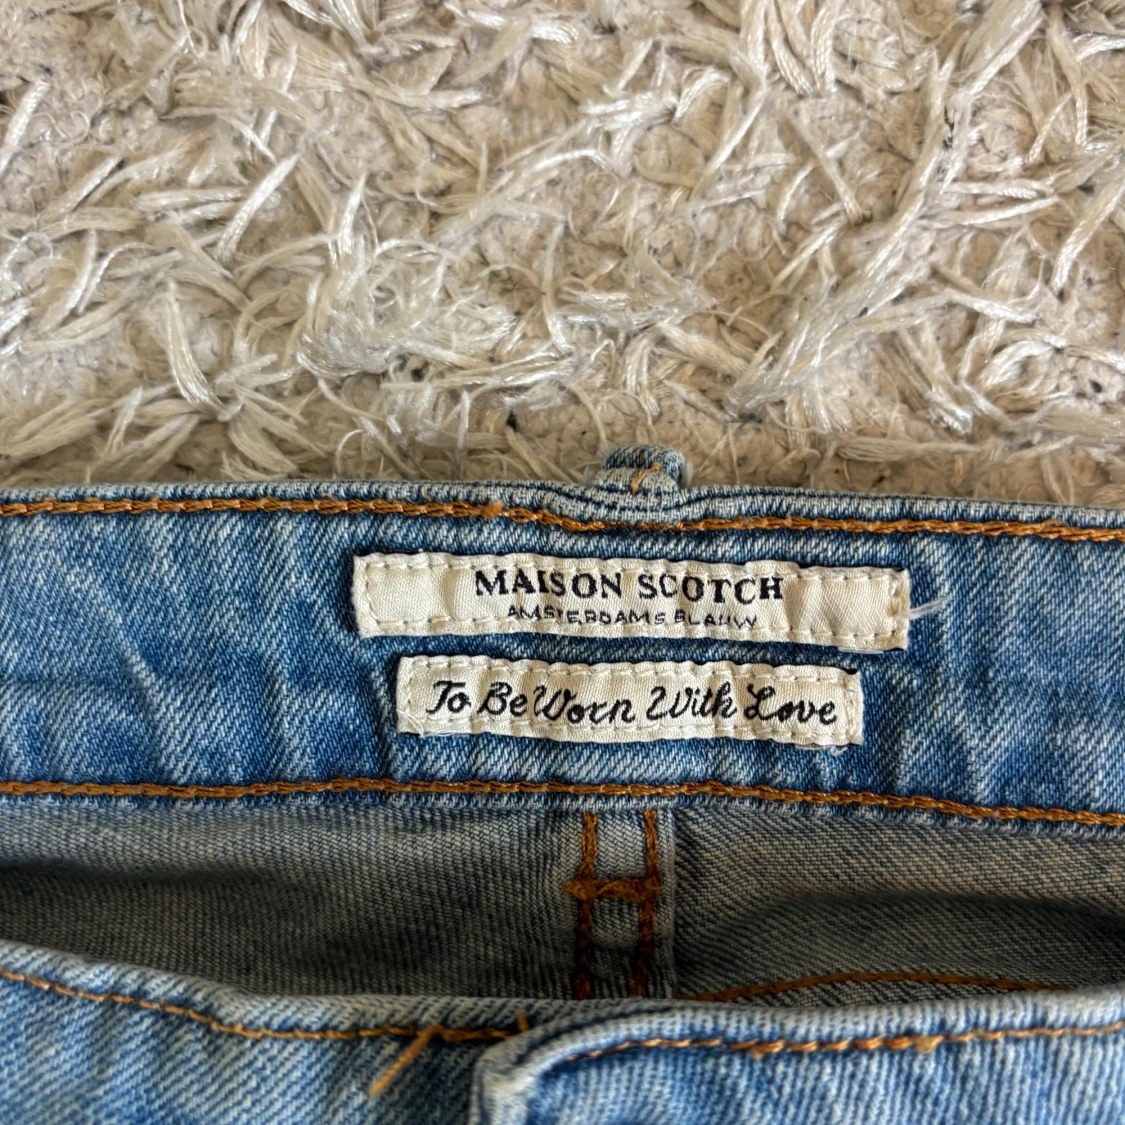 MAISON SCOTCH
AMSTERDAMS BLAUW
To Be Worn With Love